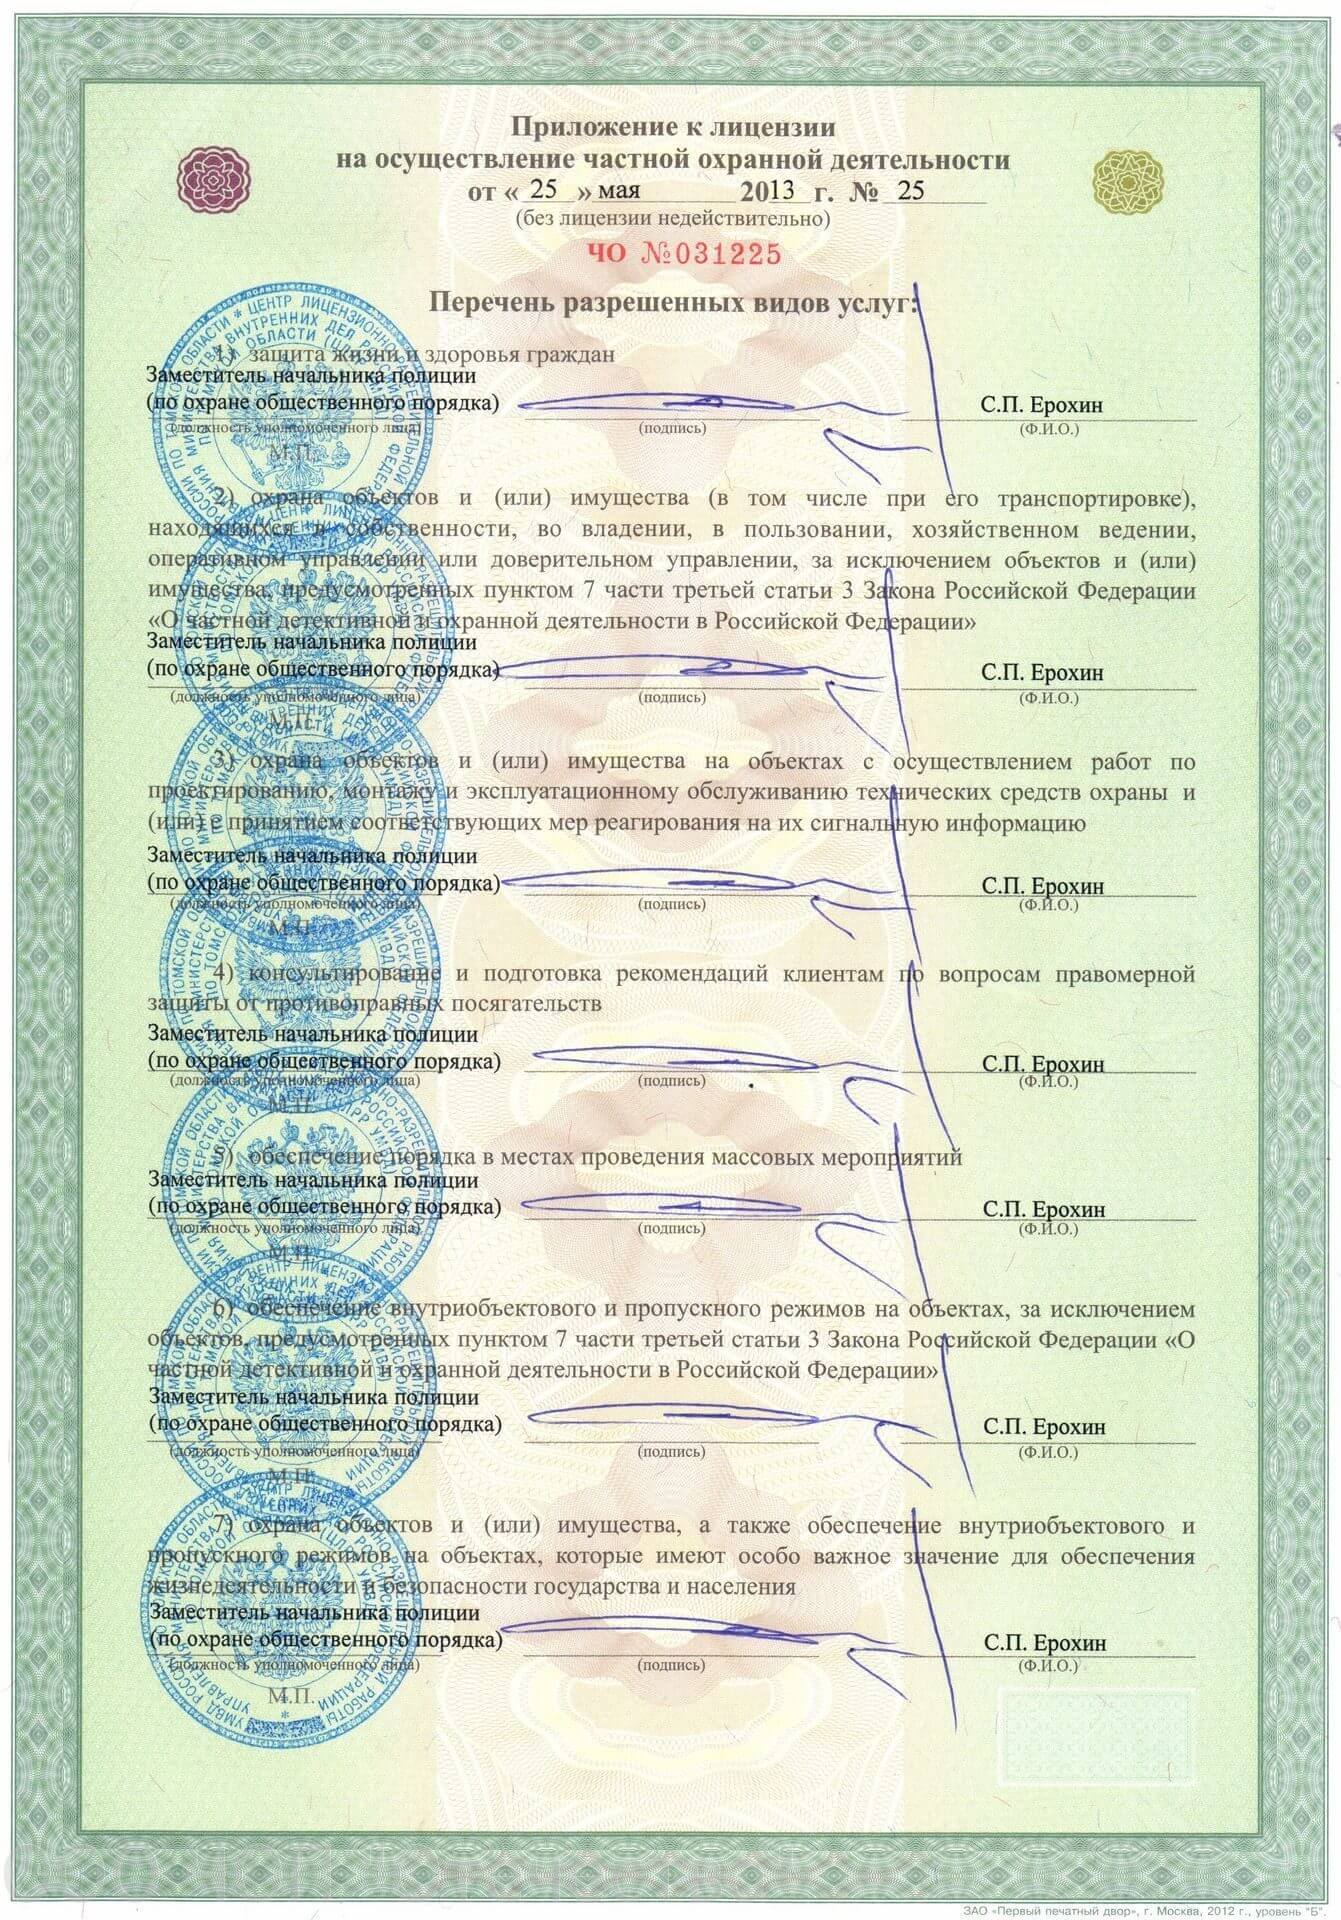 Приложение к лицензии
на осуществление частной охранной деятельности
от « 25 » мая 2013 г. № 25
(без лицензии недействительно)
ЧО №031225
Перечень разрешенных видов услуг:
1) защита жизни и здоровья граждан
Заместитель начальника полиции
(по охране общественного порядка) С.П. Ерохин
(должность уполномоченного лица) (подпись) (Ф.И.О.)
М.П.
2) охрана объектов и (или) имущества (в том числе при его транспортировке),
находящихся в собственности, во владении, в пользовании, хозяйственном ведении,
оперативном управлении или доверительном управлении, за исключением объектов и (или)
имущества, предусмотренных пунктом 7 части третьей статьи 3 Закона Российской Федерации
«О частной детективной и охранной деятельности в Российской Федерации»
Заместитель начальника полиции
(по охране общественного порядка) С.П. Ерохин
(должность уполномоченного лица) (подпись) (Ф.И.О.)
М.П.
3) охрана объектов и (или) имущества на объектах с осуществлением работ по
проектированию, монтажу и эксплуатационному обслуживанию технических средств охраны и
(или) с принятием соответствующих мер реагирования на их сигнальную информацию
Заместитель начальника полиции
(по охране общественного порядка) С.П. Ерохин
(должность уполномоченного лица) (подпись) (Ф.И.О.)
М.П.
4) консультирование и подготовка рекомендаций клиентам по вопросам правомерной
защиты от противоправных посягательств
Заместитель начальника полиции
(по охране общественного порядка) С.П. Ерохин
(должность уполномоченного лица) (подпись) (Ф.И.О.)
М.П.
5) обеспечение порядка в местах проведения массовых мероприятий
Заместитель начальника полиции
(по охране общественного порядка) С.П. Ерохин
(должность уполномоченного лица) (подпись) (Ф.И.О.)
М.П.
6) обеспечение внутриобъектового и пропускного режимов на объектах, за исключением
объектов, предусмотренных пунктом 7 части третьей статьи 3 Закона Российской Федерации «О
частной детективной и охранной деятельности в Российской Федерации»
Заместитель начальника полиции
(по охране общественного порядка) С.П. Ерохин
(должность уполномоченного лица) (подпись) (Ф.И.О.)
М.П.
7) охрана объектов и (или) имущества, а также обеспечение внутриобъектового и
пропускного режимов на объектах, которые имеют особо важное значение для обеспечения
жизнедеятельности и безопасности государства и населения
Заместитель начальника полиции
(по охране общественного порядка) С.П. Ерохин
(должность уполномоченного лица) (подпись) (Ф.И.О.)
М.П.
ЗАО «Первый печатный двор», г. Москва, 2012 г., уровень "Б".